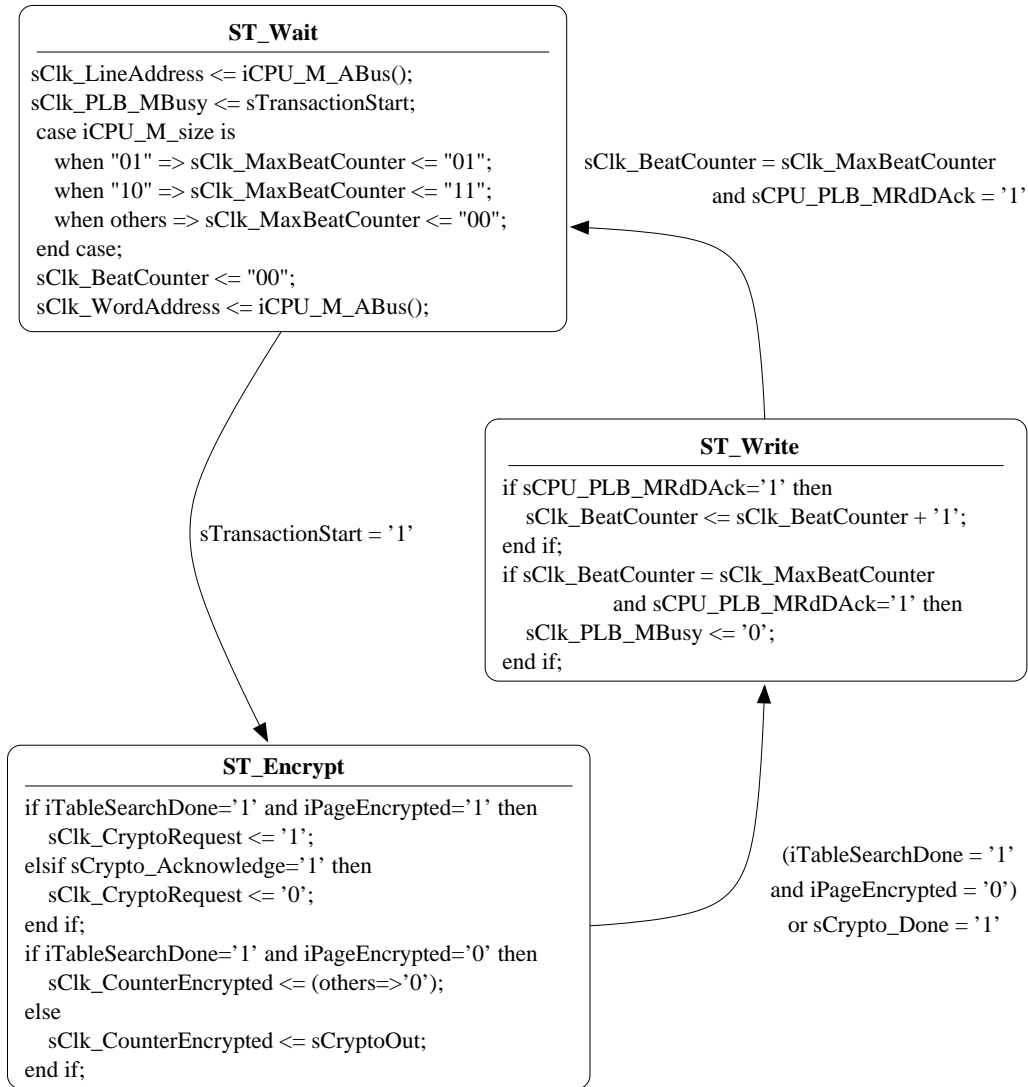 ST_Wait
sClk_LineAddress <= iCPU_M_ABus();
sClk_PLB_MBusy <= sTransactionStart;
case iCPU_M_size is
when "01" => sClk_MaxBeatCounter <= "01";
when "10" => sClk_MaxBeatCounter <= "11";
when others => sClk_MaxBeatCounter <= "00";
end case;
sClk_BeatCounter <= "00";
sClk_WordAddress <= iCPU_M_ABus();
sClk_BeatCounter = sClk_MaxBeatCounter
and sCPU_PLB_MRdDAck = ’1’
ST_Write
if sCPU_PLB_MRdDAck=’1’ then
sClk_BeatCounter <= sClk_BeatCounter + ’1’;
end if;
if sClk_BeatCounter = sClk_MaxBeatCounter
and sCPU_PLB_MRdDAck=’1’ then
sClk_PLB_MBusy <= ’0’;
end if;
sTransactionStart = ’1’
ST_Encrypt
if iTableSearchDone=’1’ and iPageEncrypted=’1’ then
sClk_CryptoRequest <= ’1’;
elsif sCrypto_Acknowledge=’1’ then
sClk_CryptoRequest <= ’0’;
end if;
if iTableSearchDone=’1’ and iPageEncrypted=’0’ then
sClk_CounterEncrypted <= (others=>’0’);
else
sClk_CounterEncrypted <= sCryptoOut;
end if;
(iTableSearchDone = ’1’
and iPageEncrypted = ’0’)
or sCrypto_Done = ’1’